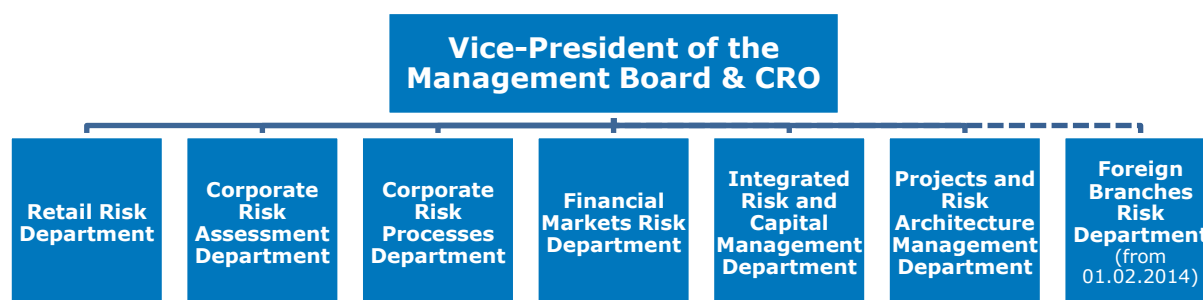 Vice-President of the
Management Board & CRO
Retail Risk
Department
Corporate
Risk
Assessment
Department
Corporate
Risk
Processes
Department
Financial
Markets Risk
Department
Integrated
Risk and
Capital
Management
Department
Projects and
Risk
Architecture
Management
Department
Foreign
Branches
Risk
Department
(from
01.02.2014)